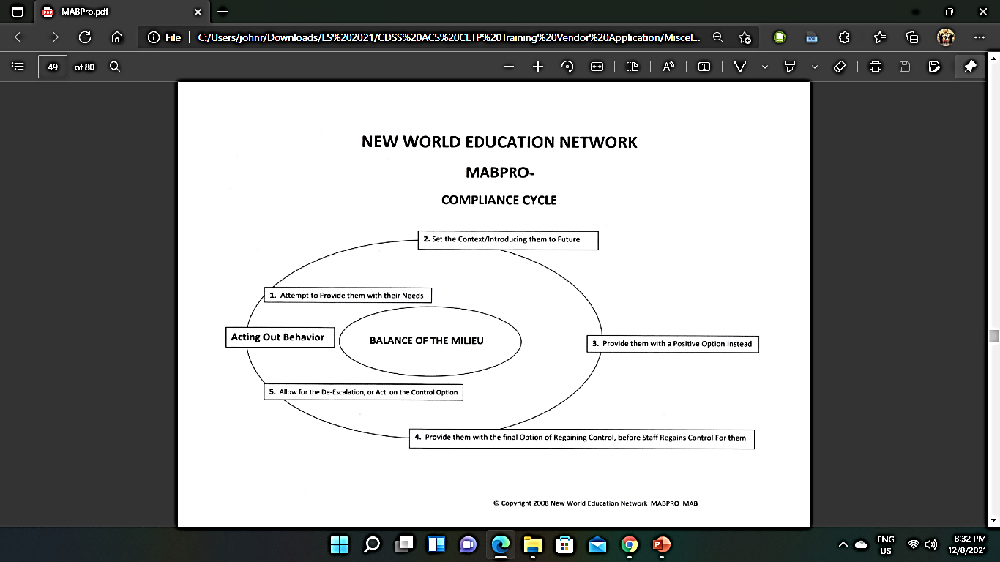 MABPro.pdf
File
C:/Users/johnr/Downloads/ES%202021/CDSS%20ACS%20CETP%20Training%20Vendor%20Application/Miscel...
49 of 80
NEW WORLD EDUCATION NETWORK
MABPRO-
COMPLIANCE CYCLE
2. Set the Context/Introducing them to Future
1. Attempt to Provide them with their Needs
Acting Out Behavior
BALANCE OF THE MILIEU
3. Provide them with a Positive Option Instead
5. Allow for the De-Escalation, or Act on the Control Option
4. Provide them with the final Option of Regaining Control, before Staff Regains Control For them
© Copyright 2008 New World Education Network MABPRO MAB
ENG
US
8:32 PM
12/8/2021